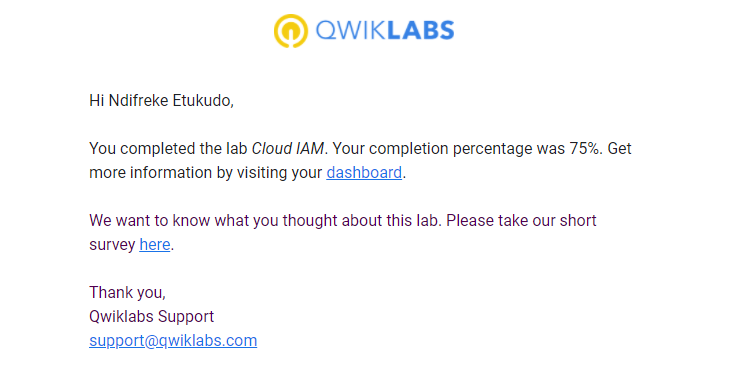 QWIKLABS
Hi Ndifreke Etukudo,
You completed the lab Cloud IAM. Your completion percentage was 75%. Get
more information by visiting your dashboard.
We want to know what you thought about this lab. Please take our short
survey here.
Thank you,
Qwiklabs Support
support@qwiklabs.com